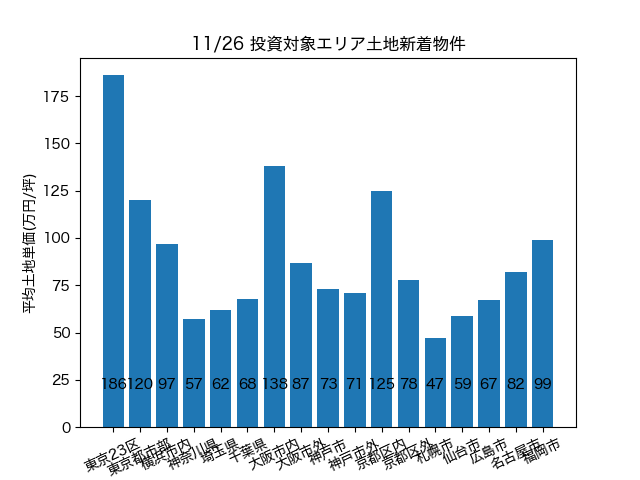 11/26 投資対象エリア土地新着物件
平均土地単価(万円/坪)
175
150
125
100
75
50
25
0
186 120 97 57 62 68 138 87 73 71 125 78 47 59 67 82 99
東京23区
東京都市部
横浜市内
神奈川県
埼玉県
千葉県
大阪市内
大阪市外
神戸市
神戸市外
京都区内
京都区外
札幌市
仙台市
広島市
名古屋市
福岡市